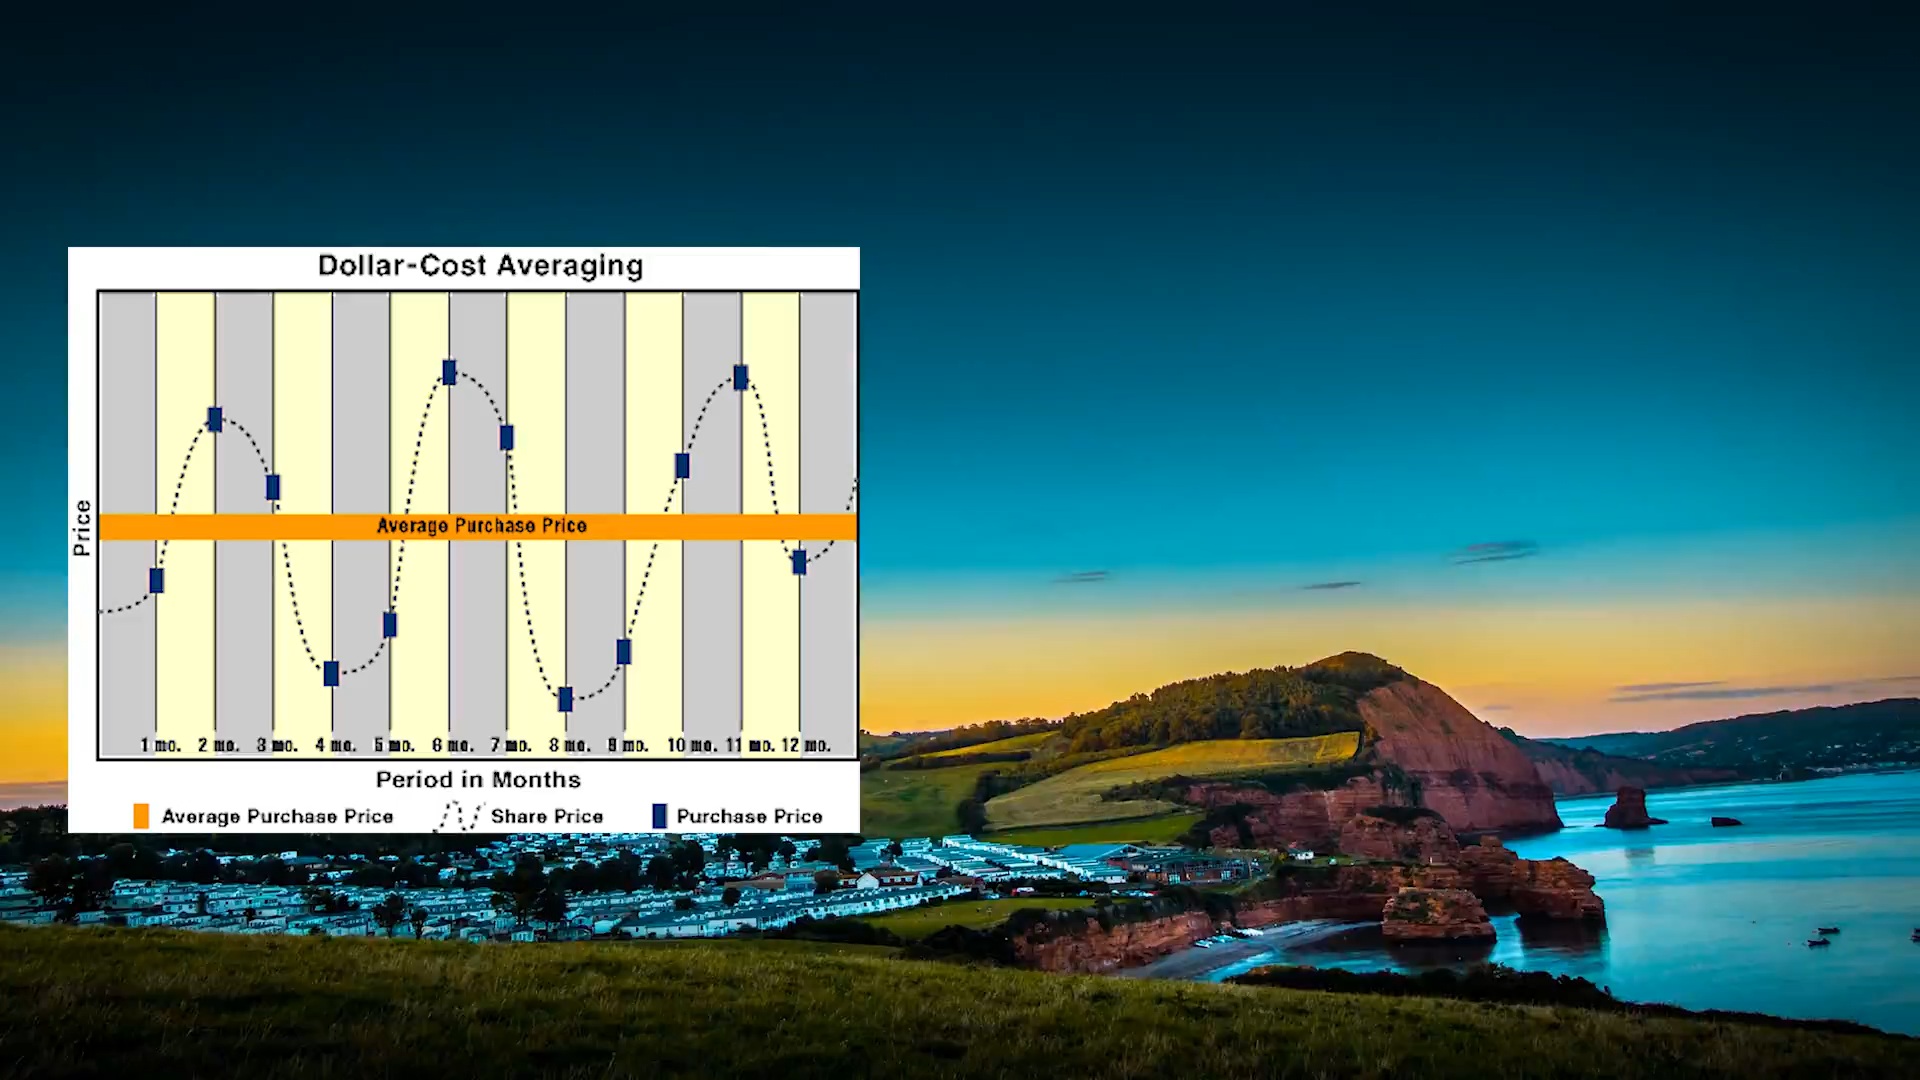 Dollar-Cost Averaging
Price
Average Purchase Price
1 mo. 2 mo. 3 mo. 4 mo. 5 mo. 6 mo. 7 mo. 8 mo. 9 mo. 10 mo. 11 mo. 12 mo.
Period in Months
Average Purchase Price Share Price Purchase Price